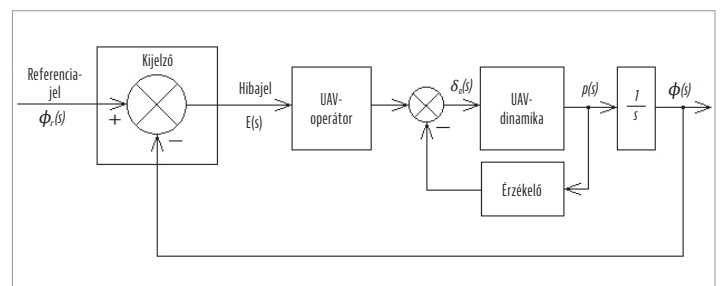 Kijelző
Referencia-
jel
ϕᵣ(s)
+
−
Hibajel
E(s)
UAV-
operátor
−
δₐ(s)
UAV-
dinamika
p(s)
1
s
ϕ(s)
Érzékelő